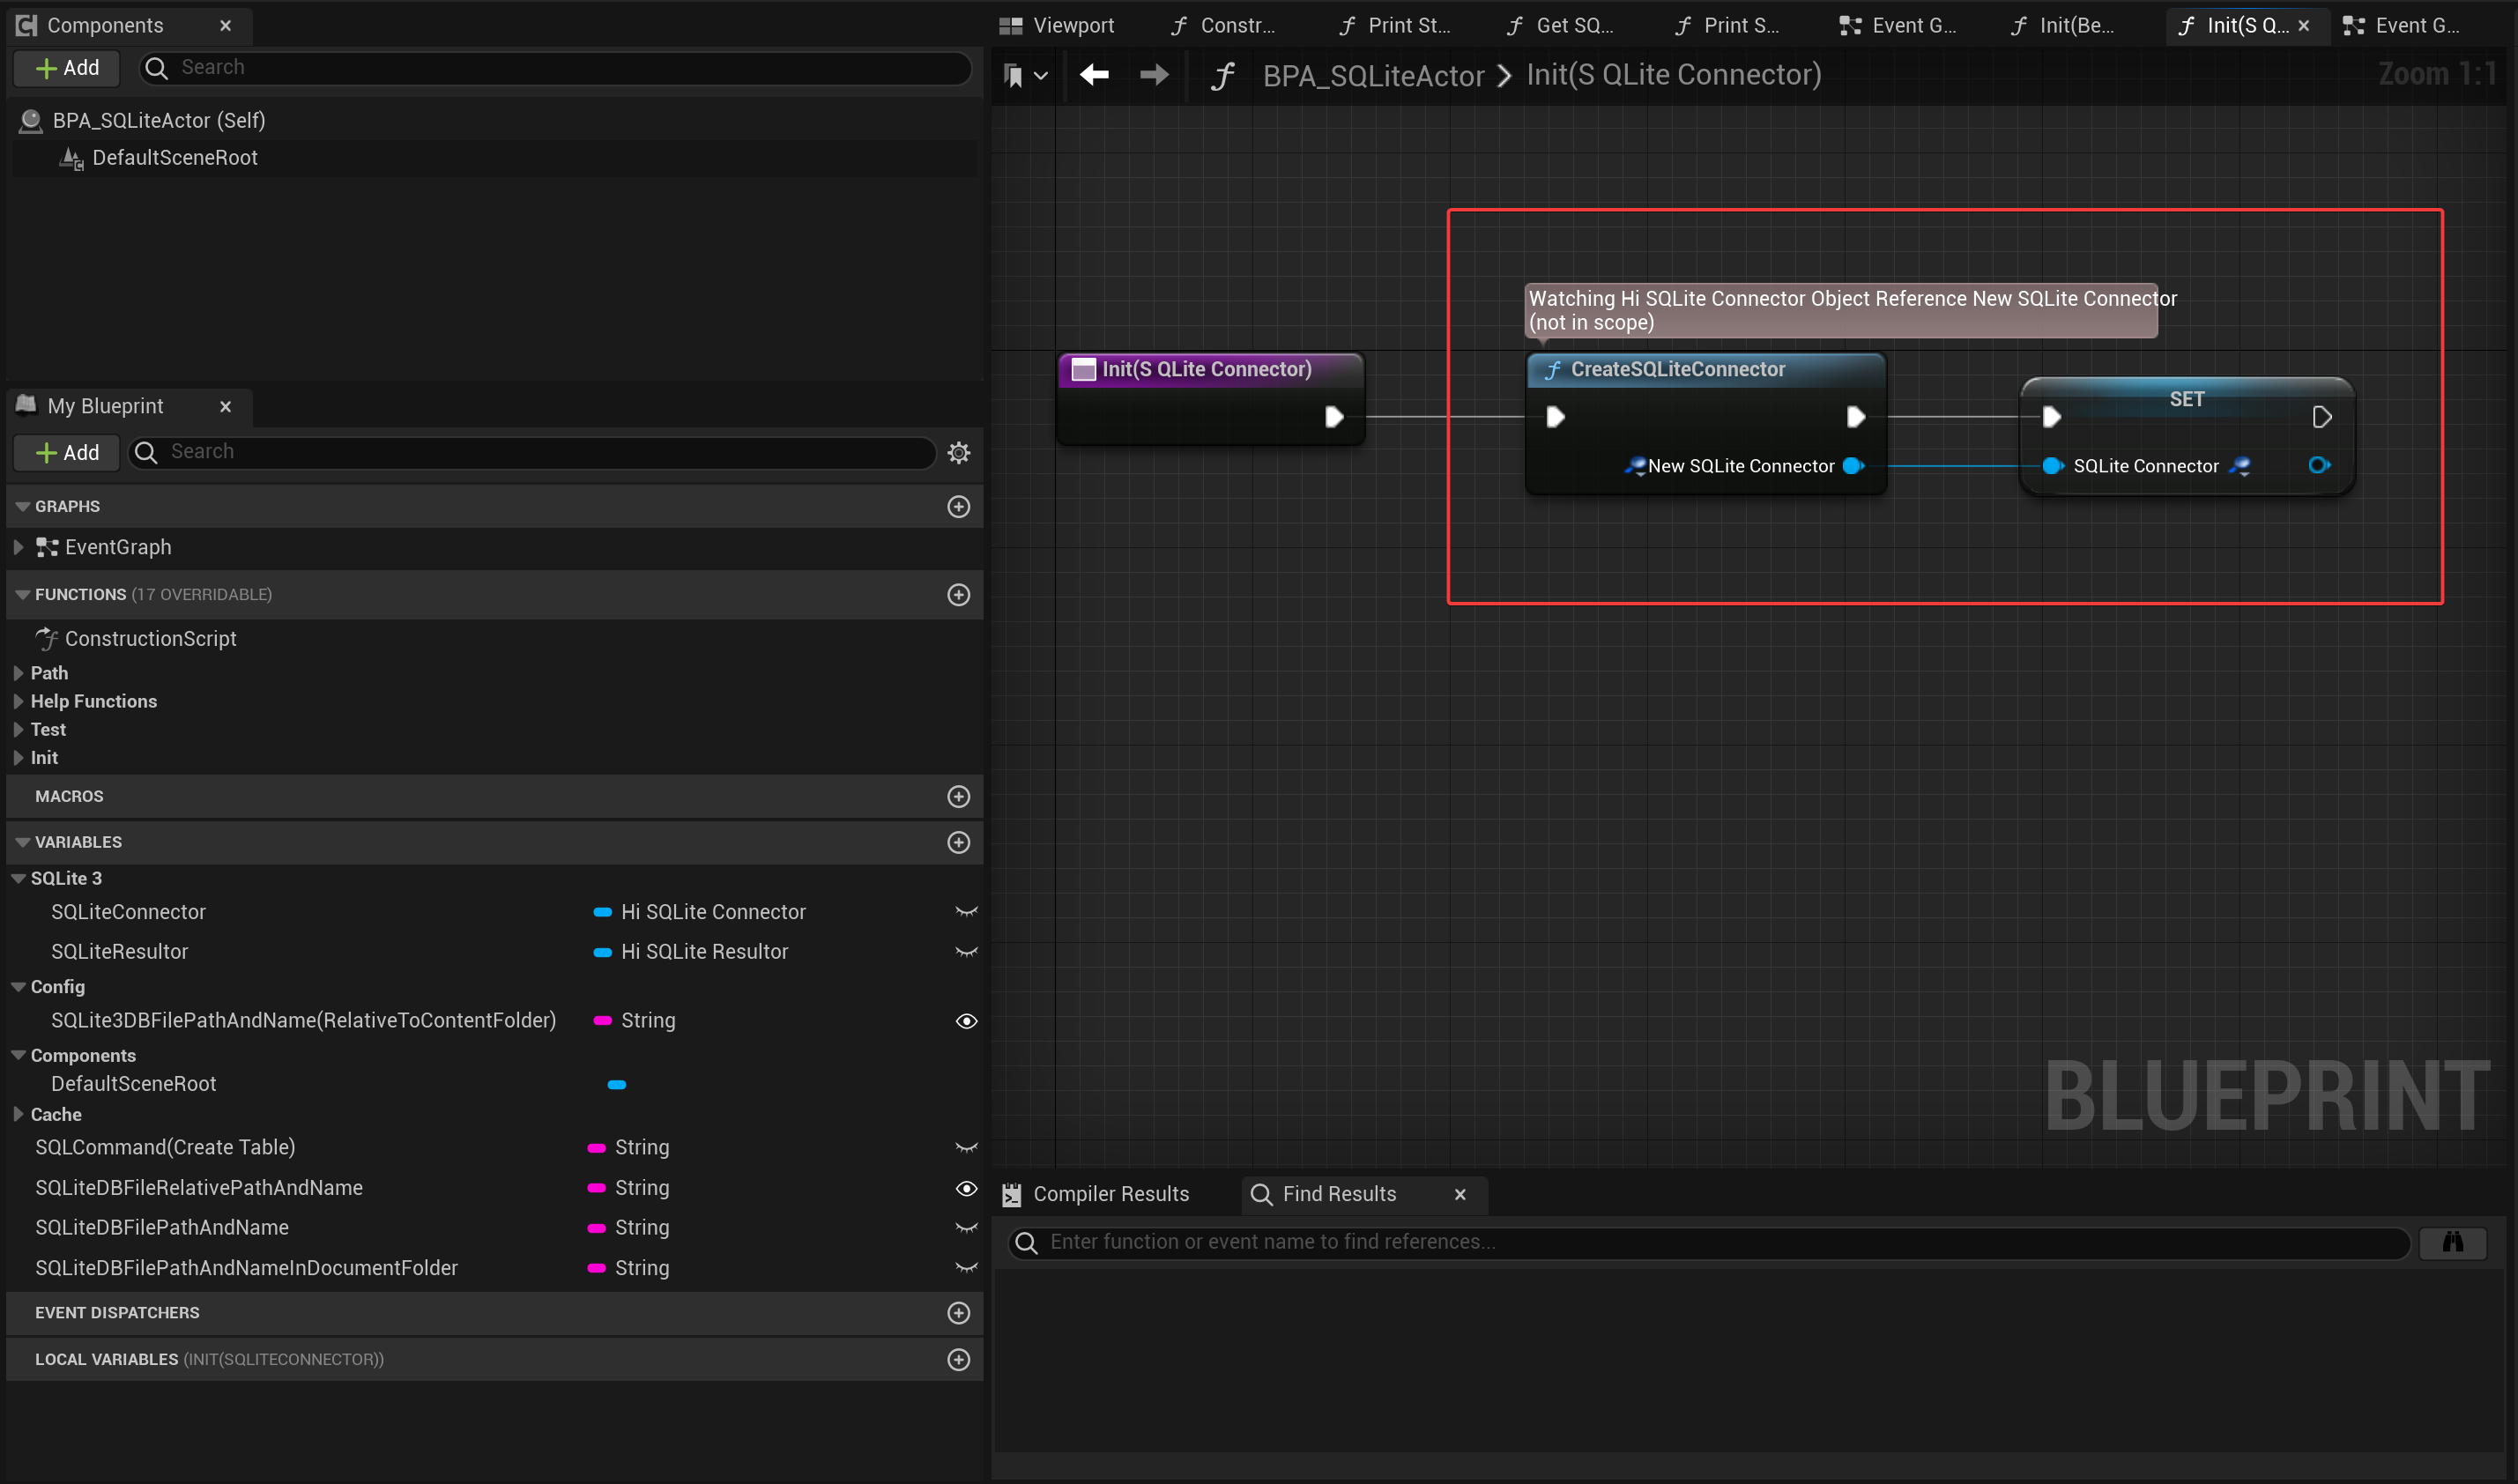 Components
Add
Search
BPA_SQLiteActor (Self)
DefaultSceneRoot
My Blueprint
Add
Search
GRAPHS
EventGraph
FUNCTIONS (17 OVERRIDABLE)
ConstructionScript
Path
Help Functions
Test
Init
MACROS
VARIABLES
SQLite 3
SQLiteConnector Hi SQLite Connector
SQLiteResultor Hi SQLite Resultor
Config
SQLite3DBFilePathAndName(RelativeToContentFolder) String
Components
DefaultSceneRoot
Cache
SQLCommand(Create Table) String
SQLiteDBFileRelativePathAndName String
SQLiteDBFilePathAndName String
SQLiteDBFilePathAndNameInDocumentFolder String
EVENT DISPATCHERS
LOCAL VARIABLES (INIT(SQLITECONNECTOR))
Viewport Constr... Print St... Get SQ... Print S... Event G... Init(Be... Init(S Q... Event G...
BPA_SQLiteActor > Init(S QLite Connector)
Zoom 1:1
Watching Hi SQLite Connector Object Reference New SQLite Connector
(not in scope)
Init(S QLite Connector)
CreateSQLiteConnector
New SQLite Connector
SET
SQLite Connector
BLUEPRINT
Compiler Results
Find Results
Enter function or event name to find references...